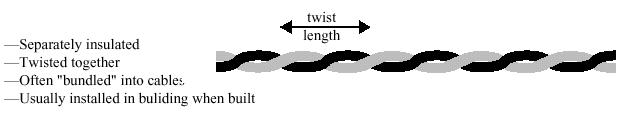 twist
length
—Separately insulated
—Twisted together
—Often "bundled" into cables
—Usually installed in buliding when built